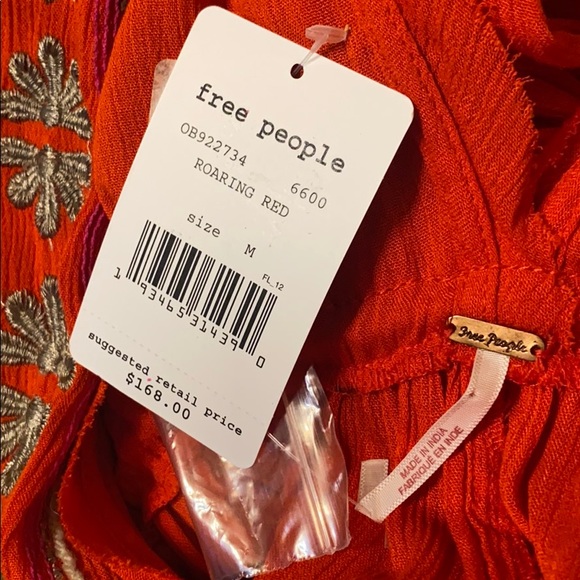 free people
OB922734 6600
ROARING RED
size M
FL_12
1 93465 31439 0
suggested retail price
$168.00
Free People
MADE IN INDIA
FABRIQUÉ EN INDE